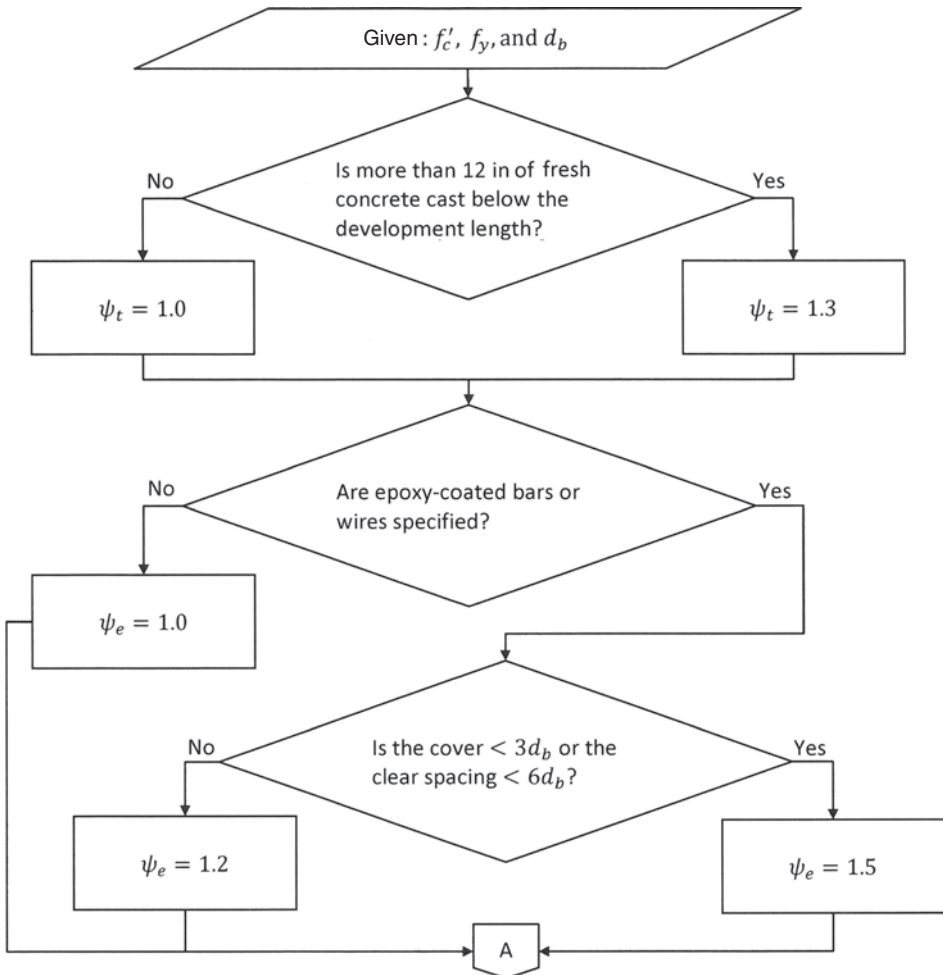 Given : f′c, fy, and db
Is more than 12 in of fresh
concrete cast below the
development length?
No
Yes
ψt = 1.0
ψt = 1.3
Are epoxy-coated bars or
wires specified?
No
Yes
ψe = 1.0
Is the cover < 3db or the
clear spacing < 6db?
No
Yes
ψe = 1.2
ψe = 1.5
A